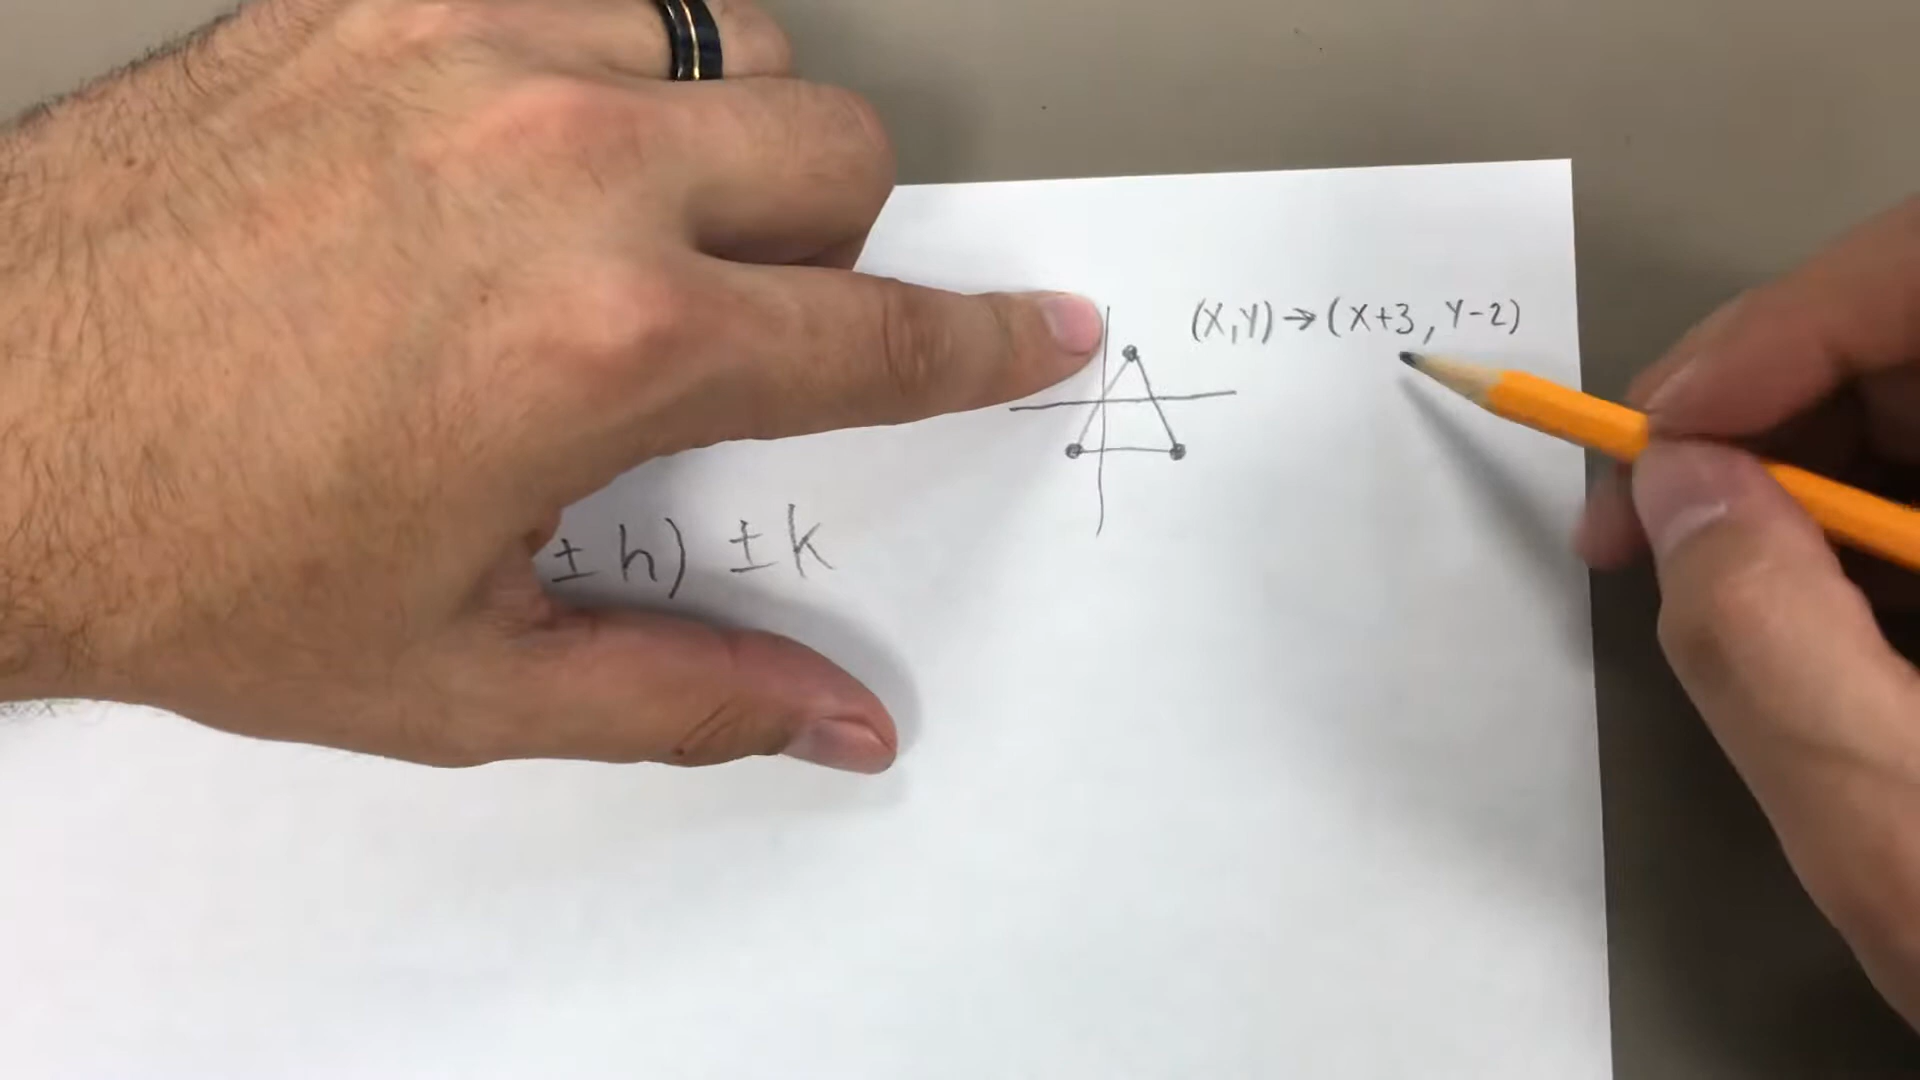 (X,Y) → (X+3, Y-2)
± h) ± k